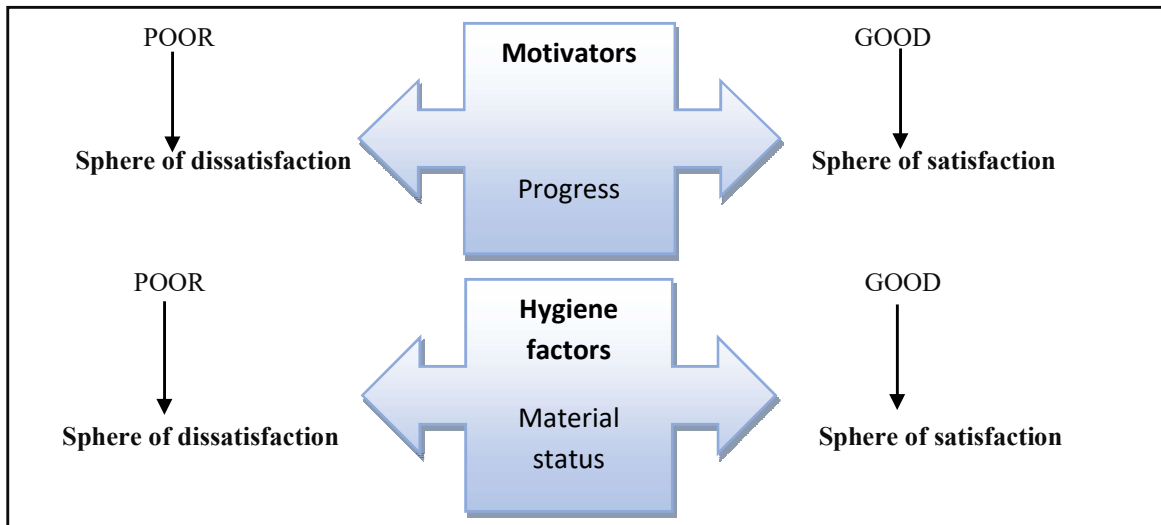 POOR
Motivators
GOOD
Sphere of dissatisfaction
Progress
Sphere of satisfaction
POOR
Hygiene
factors
GOOD
Sphere of dissatisfaction
Material
status
Sphere of satisfaction